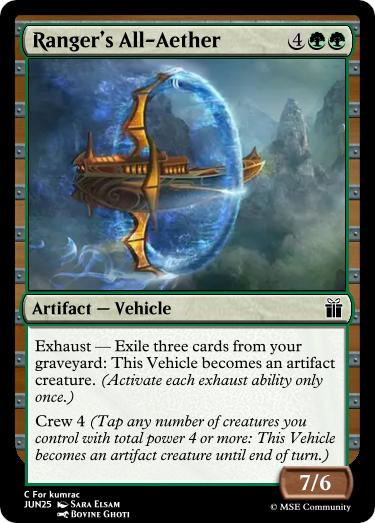 Ranger's All-Aether 4
Artifact — Vehicle
Exhaust — Exile three cards from your
graveyard: This Vehicle becomes an artifact
creature. (Activate each exhaust ability only
once.)
Crew 4 (Tap any number of creatures you
control with total power 4 or more: This Vehicle
becomes an artifact creature until end of turn.)
7/6
C For kumrac
JUN25 Sara Elsam
Bovine Ghoti
© MSE Community